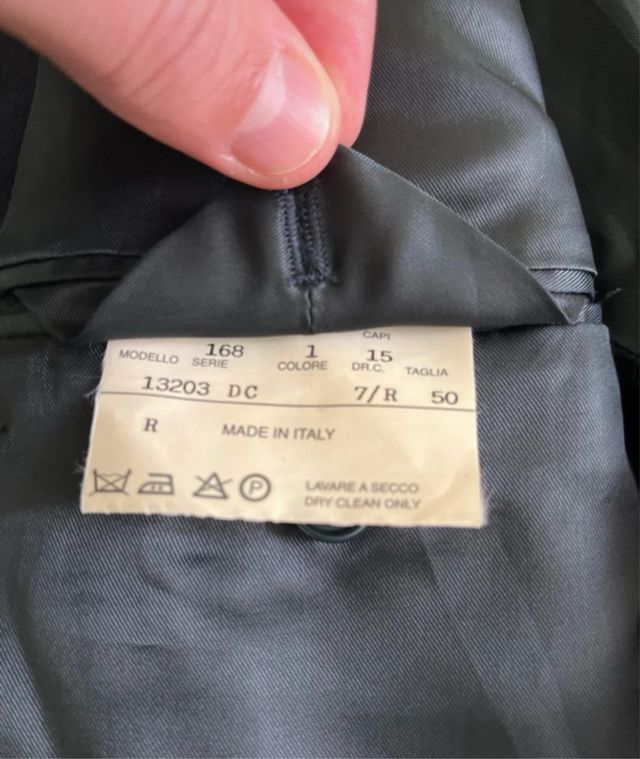 CAPI
168 1 15
MODELLO SERIE COLORE DR.C. TAGLIA
13203 DC 7/R 50
R MADE IN ITALY
P LAVARE A SECCO
DRY CLEAN ONLY